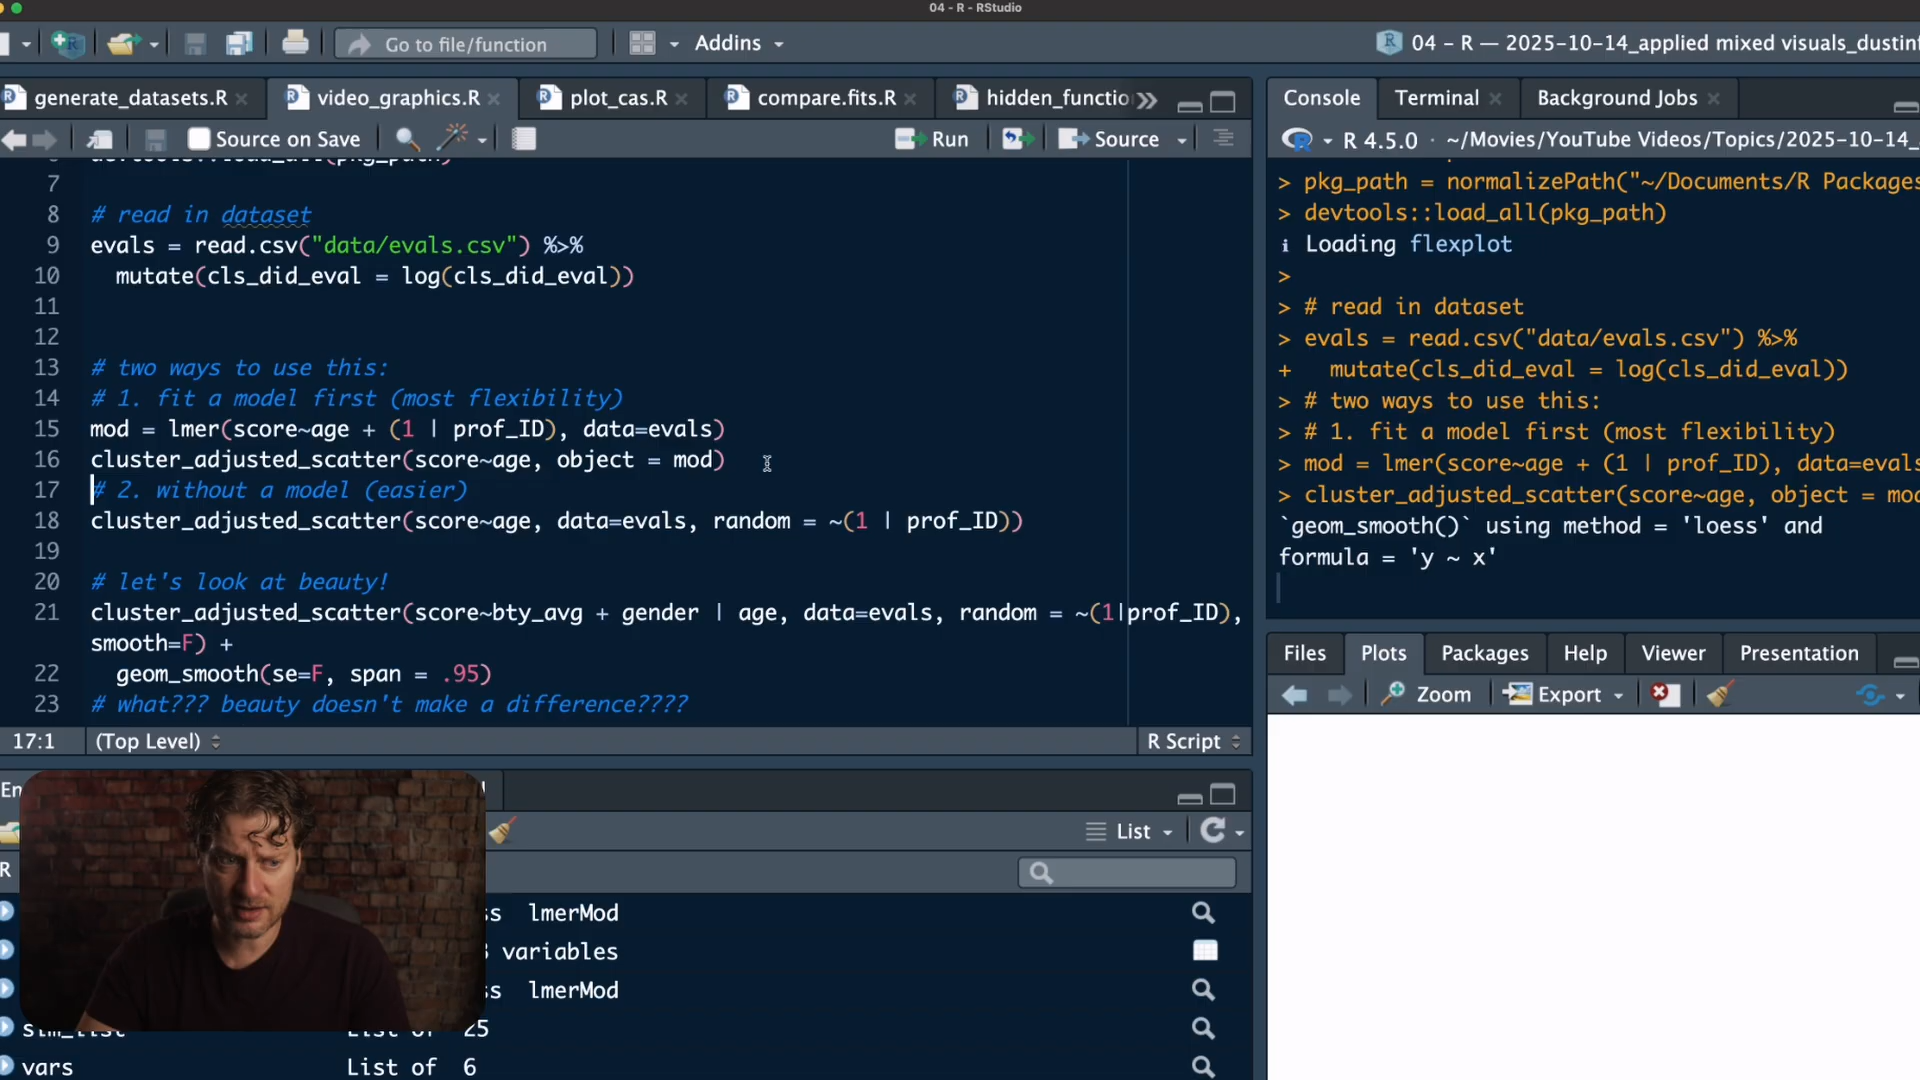 04 - R - RStudio
Go to file/function
Addins
04 - R — 2025-10-14_applied mixed visuals_dustinf
generate_datasets.R
video_graphics.R
plot_cas.R
compare.fits.R
hidden_functio
Source on Save
Run
Source
7
8 # read in dataset
9 evals = read.csv("data/evals.csv") %>%
10 mutate(cls_did_eval = log(cls_did_eval))
11
12
13 # two ways to use this:
14 # 1. fit a model first (most flexibility)
15 mod = lmer(score~age + (1 | prof_ID), data=evals)
16 cluster_adjusted_scatter(score~age, object = mod)
17 # 2. without a model (easier)
18 cluster_adjusted_scatter(score~age, data=evals, random = ~(1 | prof_ID))
19
20 # let's look at beauty!
21 cluster_adjusted_scatter(score~bty_avg + gender | age, data=evals, random = ~(1|prof_ID),
smooth=F) +
22 geom_smooth(se=F, span = .95)
23 # what??? beauty doesn't make a difference????
17:1
(Top Level)
R Script
Console
Terminal
Background Jobs
R 4.5.0 · ~/Movies/YouTube Videos/Topics/2025-10-14_
> pkg_path = normalizePath("~/Documents/R Packages
> devtools::load_all(pkg_path)
ℹ Loading flexplot
>
> # read in dataset
> evals = read.csv("data/evals.csv") %>%
+ mutate(cls_did_eval = log(cls_did_eval))
> # two ways to use this:
> # 1. fit a model first (most flexibility)
> mod = lmer(score~age + (1 | prof_ID), data=evals
> cluster_adjusted_scatter(score~age, object = mod
`geom_smooth()` using method = 'loess' and
formula = 'y ~ x'
Files
Plots
Packages
Help
Viewer
Presentation
Zoom
Export
En
List
R
ss lmerMod
variables
ss lmerMod
25
vars List of 6